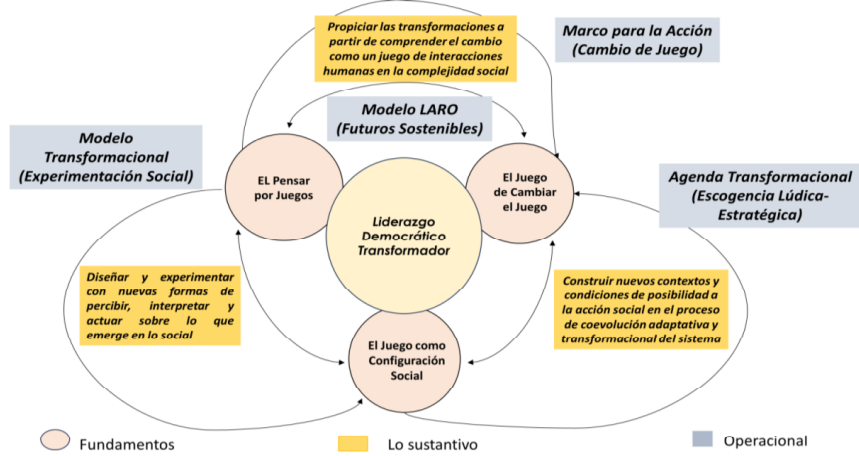 Propiciar las transformaciones a
partir de comprender el cambio
como un juego de interacciones
humanas en la complejidad social
Marco para la Acción
(Cambio de Juego)
Modelo LARO
(Futuros Sostenibles)
Modelo
Transformacional
(Experimentación Social)
EL Pensar
por Juegos
El Juego
de Cambiar
el Juego
Agenda Transformacional
(Escogencia Lúdica-
Estratégica)
Liderazgo
Democrático
Transformador
Diseñar y experimentar
con nuevas formas de
percibir, interpretar y
actuar sobre lo que
emerge en lo social
Construir nuevos contextos y
condiciones de posibilidad a
la acción social en el proceso
de coevolución adaptativa y
transformacional del sistema
El Juego como
Configuración
Social
Fundamentos
Lo sustantivo
Operacional